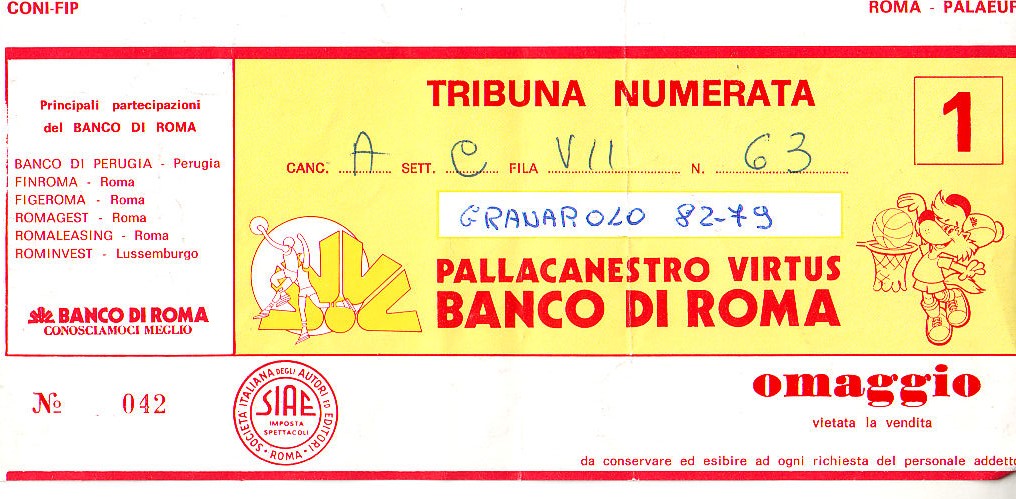 CONI-FIP
ROMA - PALAEUR
Principali partecipazioni
del BANCO DI ROMA
BANCO DI PERUGIA - Perugia
FINROMA - Roma
FIGEROMA - Roma
ROMAGEST - Roma
ROMALEASING - Roma
ROMINVEST - Lussemburgo
BANCO DI ROMA
CONOSCIAMOCI MEGLIO
TRIBUNA NUMERATA
1
CANC. A SETT. C FILA VII N. 63
GRANAROLO 82-79
PALLACANESTRO VIRTUS
BANCO DI ROMA
№ 042
SOCIETÀ ITALIANA DEGLI AUTORI ED EDITORI
SIAE
IMPOSTA
SPETTACOLI
· ROMA ·
omaggio
vietata la vendita
da conservare ed esibire ad ogni richiesta del personale addetto